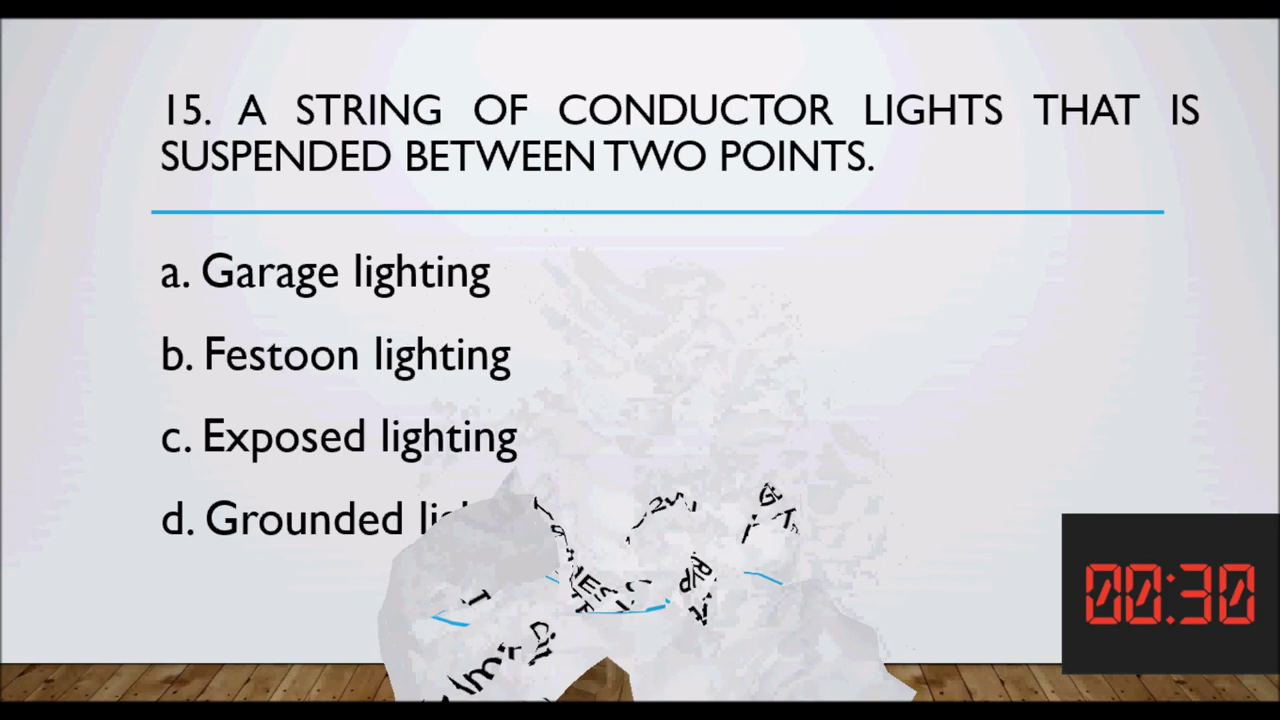 15. A STRING OF CONDUCTOR LIGHTS THAT IS
SUSPENDED BETWEEN TWO POINTS.
a. Garage lighting
b. Festoon lighting
c. Exposed lighting
d. Grounded
00:30